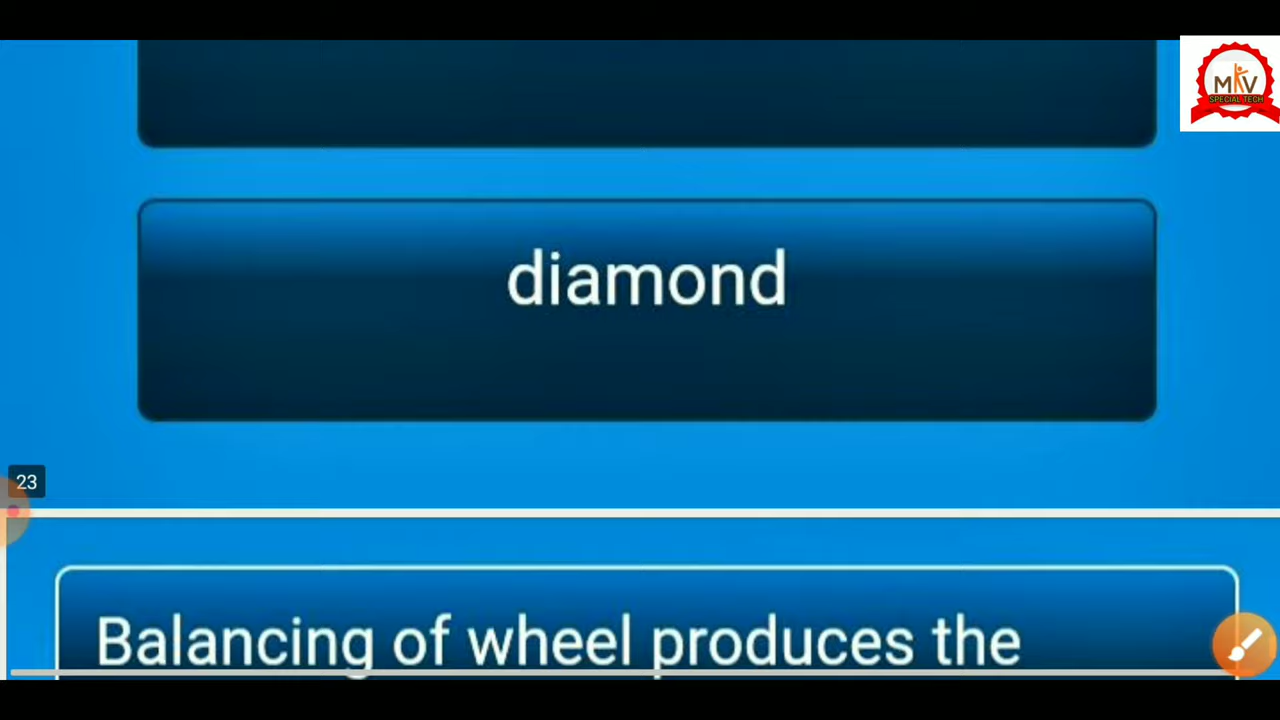 MKV
SPECIAL TECH
diamond
23
Balancing of wheel produces the